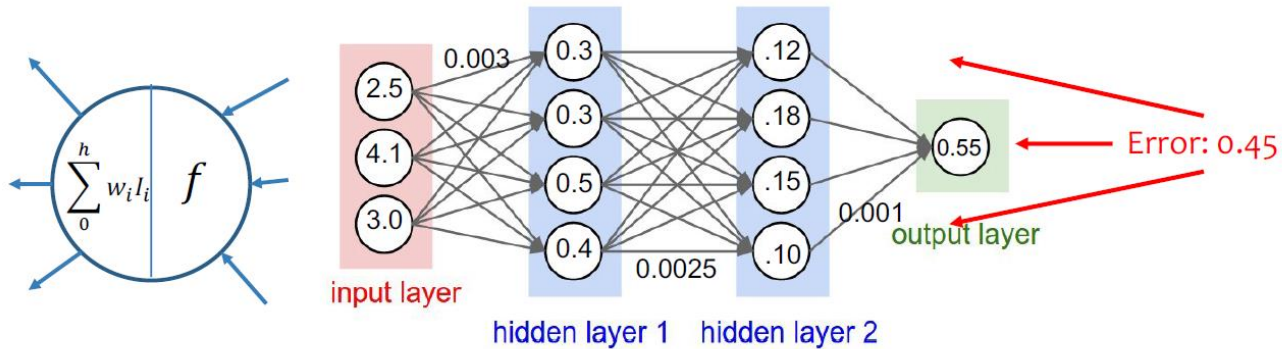 h
∑ wᵢIᵢ
0
f
2.5
4.1
3.0
input layer
0.003
0.3
0.3
0.5
0.4
hidden layer 1
0.0025
.12
.18
.15
.10
hidden layer 2
0.001
0.55
output layer
Error: 0.45